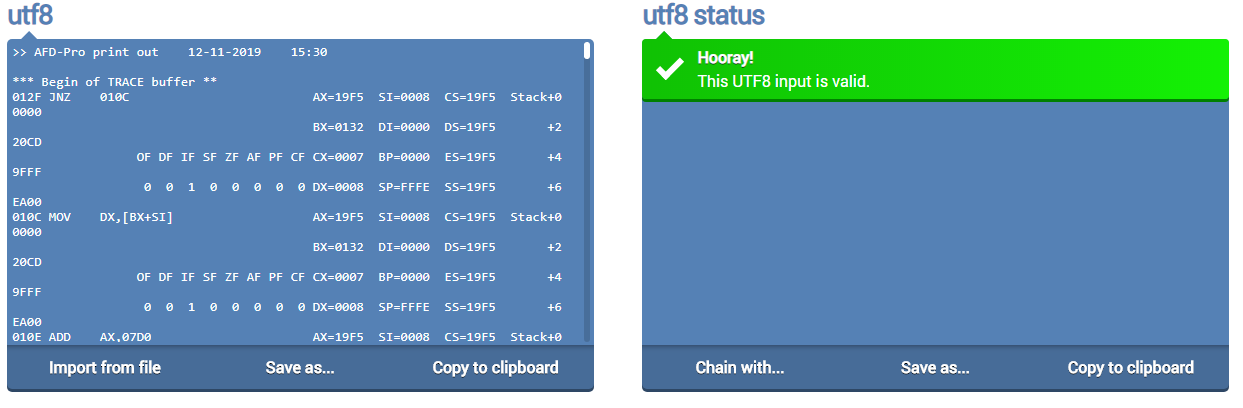 utf8
>> AFD-Pro print out    12-11-2019    15:30
*** Begin of TRACE buffer **
012F JNZ    010C                         AX=19F5  SI=0008  CS=19F5  Stack+0
0000
                                         BX=0132  DI=0000  DS=19F5       +2
20CD
                 OF DF IF SF ZF AF PF CF CX=0007  BP=0000  ES=19F5       +4
9FFF
                  0  0  1  0  0  0  0  0 DX=0008  SP=FFFE  SS=19F5       +6
EA00
010C MOV    DX,[BX+SI]                   AX=19F5  SI=0008  CS=19F5  Stack+0
0000
                                         BX=0132  DI=0000  DS=19F5       +2
20CD
                 OF DF IF SF ZF AF PF CF CX=0007  BP=0000  ES=19F5       +4
9FFF
                  0  0  1  0  0  0  0  0 DX=0008  SP=FFFE  SS=19F5       +6
EA00
010E ADD    AX,07D0                      AX=19F5  SI=0008  CS=19F5  Stack+0
Import from file    Save as...    Copy to clipboard
utf8 status
Hooray!
This UTF8 input is valid.
Chain with...    Save as...    Copy to clipboard